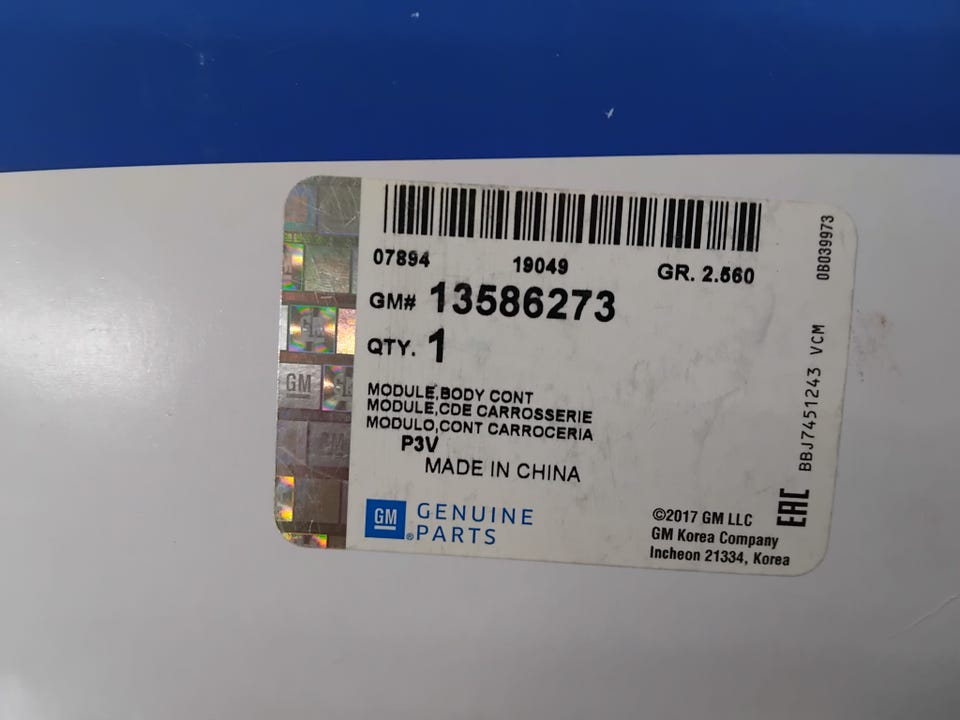 07894 19049 GR. 2.560
GM# 13586273
QTY. 1
MODULE,BODY CONT
MODULE,CDE CARROSSERIE
MODULO,CONT CARROCERIA
P3V
MADE IN CHINA
GM
GENUINE
®PARTS
©2017 GM LLC
GM Korea Company
Incheon 21334, Korea
EAC
BBJ7451243 VCM
0B039973
GM
GM